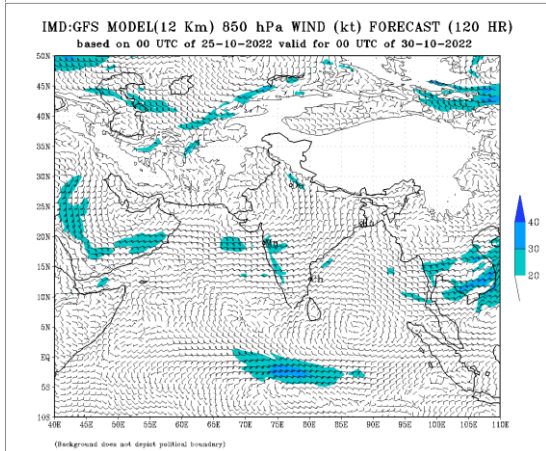 IMD:GFS MODEL(12 Km) 850 hPa WIND (kt) FORECAST (120 HR)
based on 00 UTC of 25-10-2022 valid for 00 UTC of 30-10-2022
50N
45N
40N
35N
30N
25N
20N
15N
10N
5N
EQ
5S
10S
40E 45E 50E 55E 60E 65E 70E 75E 80E 85E 90E 95E 100E 105E 110E
40
30
20
(Background does not depict political boundary)